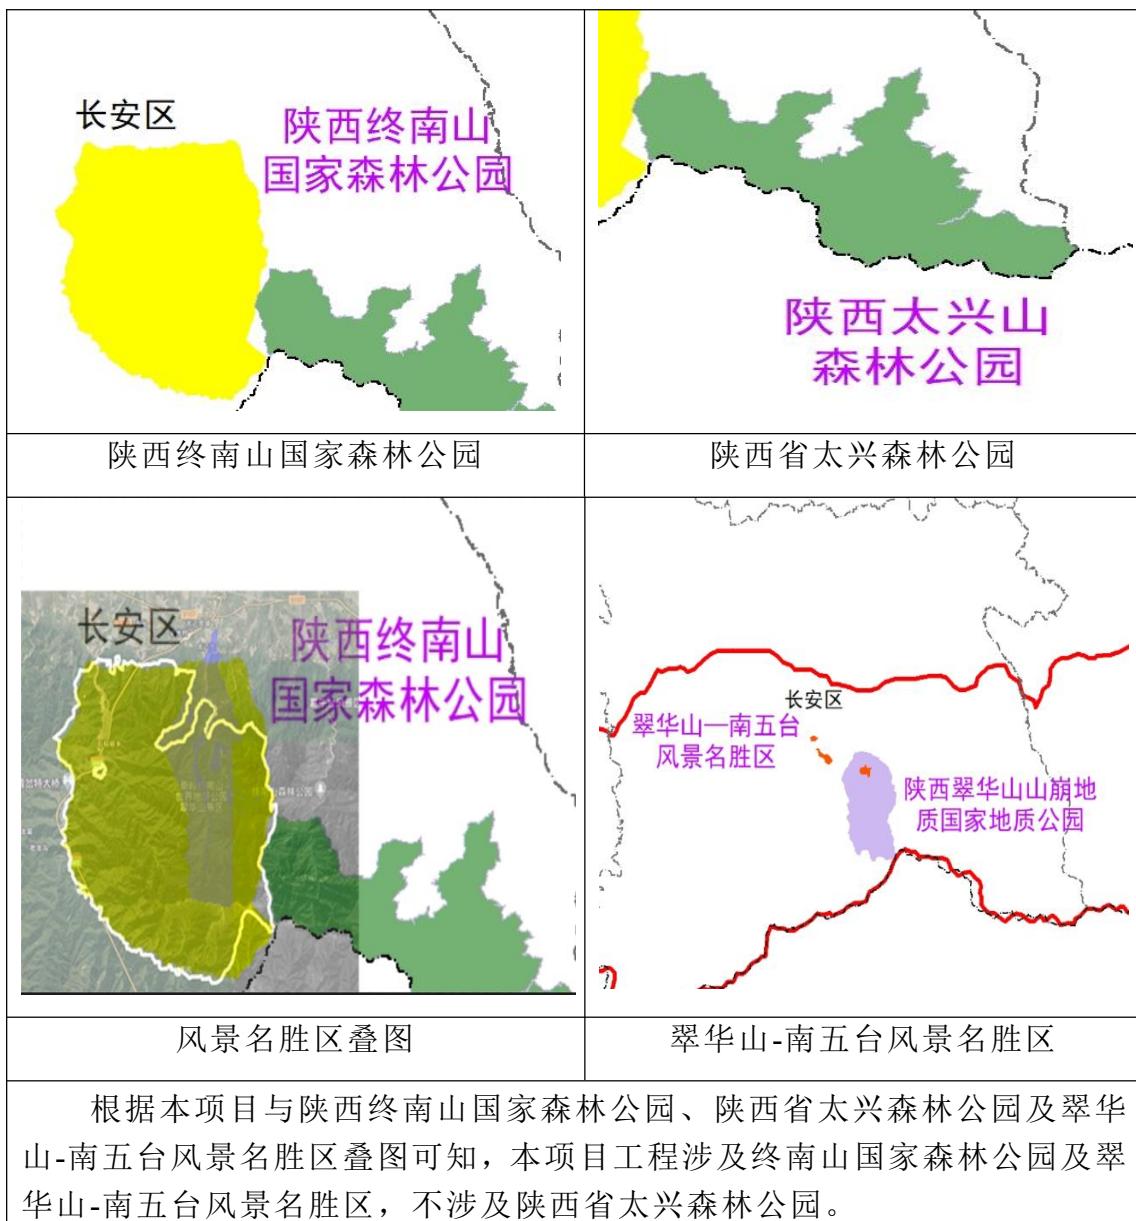 长安区
陕西终南山
国家森林公园
陕西太兴山
森林公园
陕西终南山国家森林公园
陕西省太兴森林公园
长安区
陕西终南山
国家森林公园
森林公园
长安区
翠华山—南五台
风景名胜区
陕西翠华山山崩地
质国家地质公园
风景名胜区叠图
翠华山-南五台风景名胜区
根据本项目与陕西终南山国家森林公园、陕西省太兴森林公园及翠华
山-南五台风景名胜区叠图可知，本项目工程涉及终南山国家森林公园及翠
华山-南五台风景名胜区，不涉及陕西省太兴森林公园。